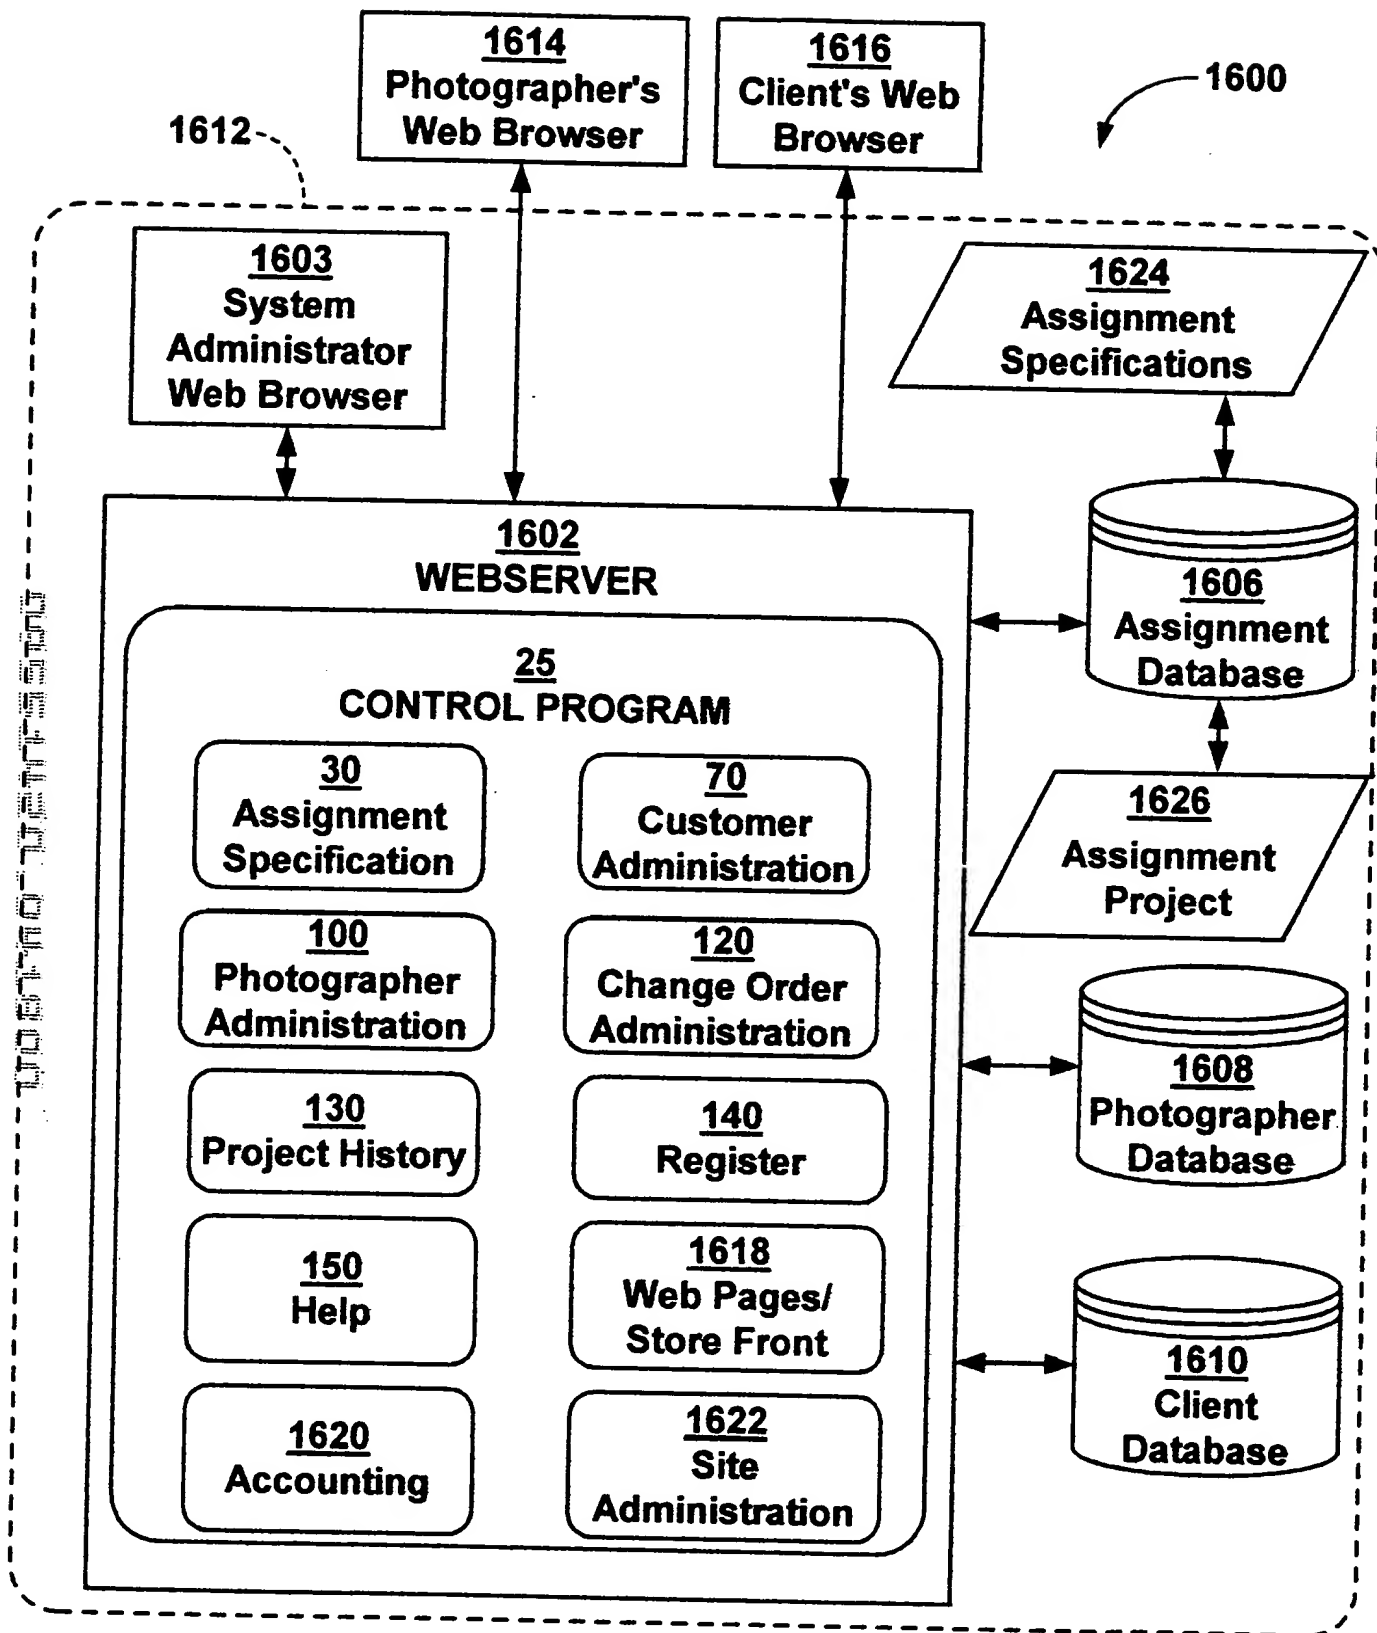 1614
Photographer's
Web Browser
1616
Client's Web
Browser
1600
1612
1603
System
Administrator
Web Browser
1624
Assignment
Specifications
1602
WEBSERVER
1606
Assignment
Database
25
CONTROL PROGRAM
30
Assignment
Specification
70
Customer
Administration
1626
Assignment
Project
100
Photographer
Administration
120
Change Order
Administration
1608
Photographer
Database
130
Project History
140
Register
150
Help
1618
Web Pages/
Store Front
1610
Client
Database
1620
Accounting
1622
Site
Administration